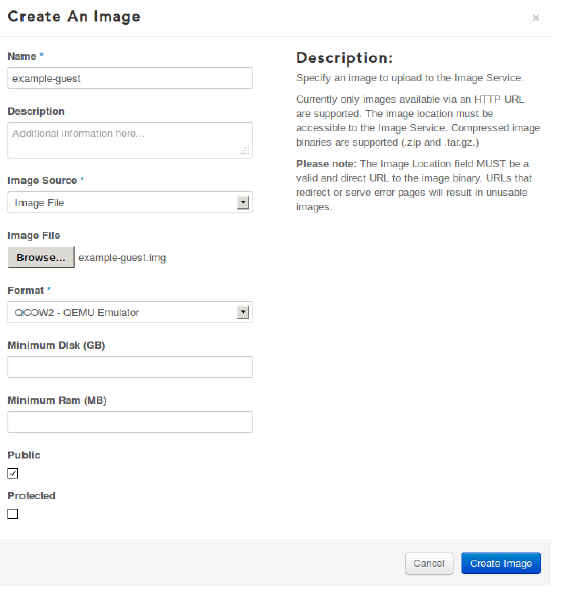 Create An Image
×
Name *
example-guest
Description
Additional information here...
Image Source *
Image File
Image File
Browse... example-guest.img
Format *
QCOW2 - QEMU Emulator
Minimum Disk (GB)
Minimum Ram (MB)
Public
Protected
Description:
Specify an image to upload to the Image Service.
Currently only images available via an HTTP URL
are supported. The image location must be
accessible to the Image Service. Compressed image
binaries are supported (.zip and .tar.gz.)
Please note: The Image Location field MUST be a
valid and direct URL to the image binary. URLs that
redirect or serve error pages will result in unusable
images.
Cancel
Create Image